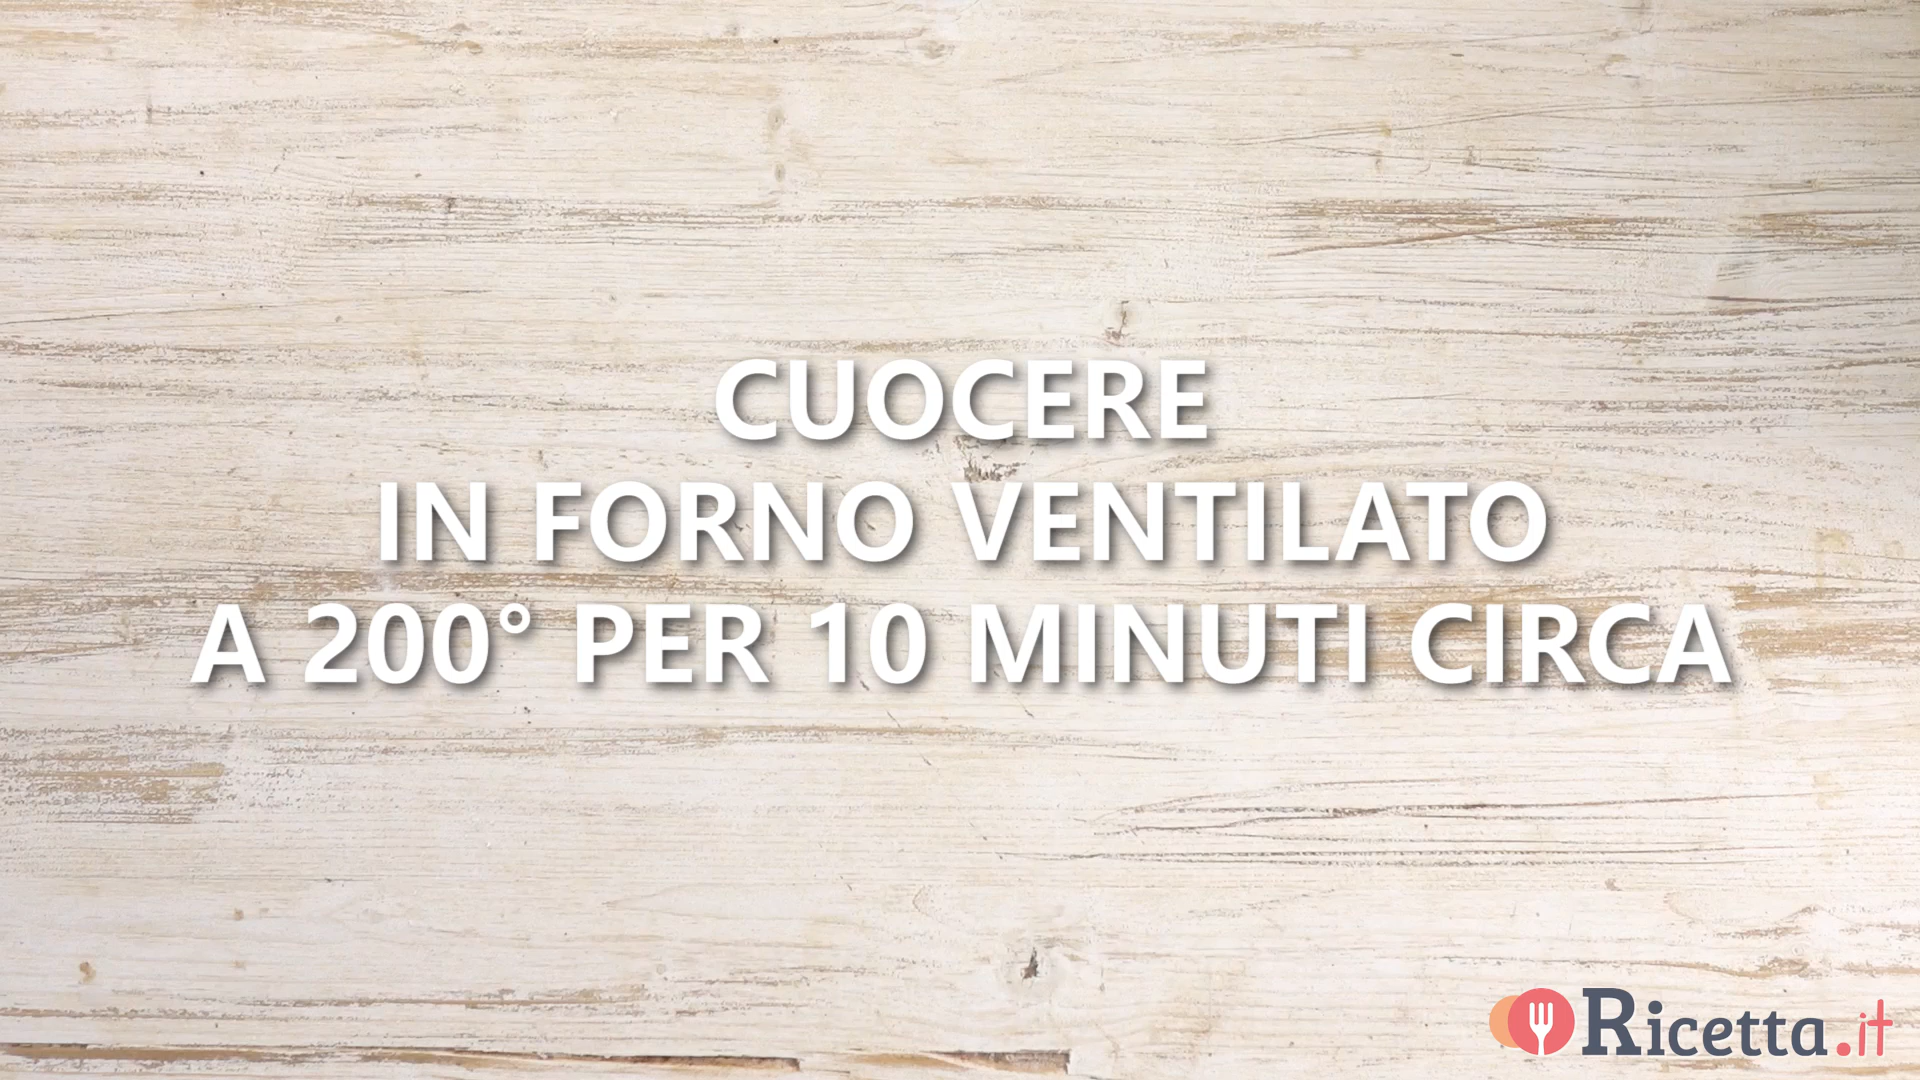 CUOCERE
IN FORNO VENTILATO
A 200° PER 10 MINUTI CIRCA
Ricetta.it